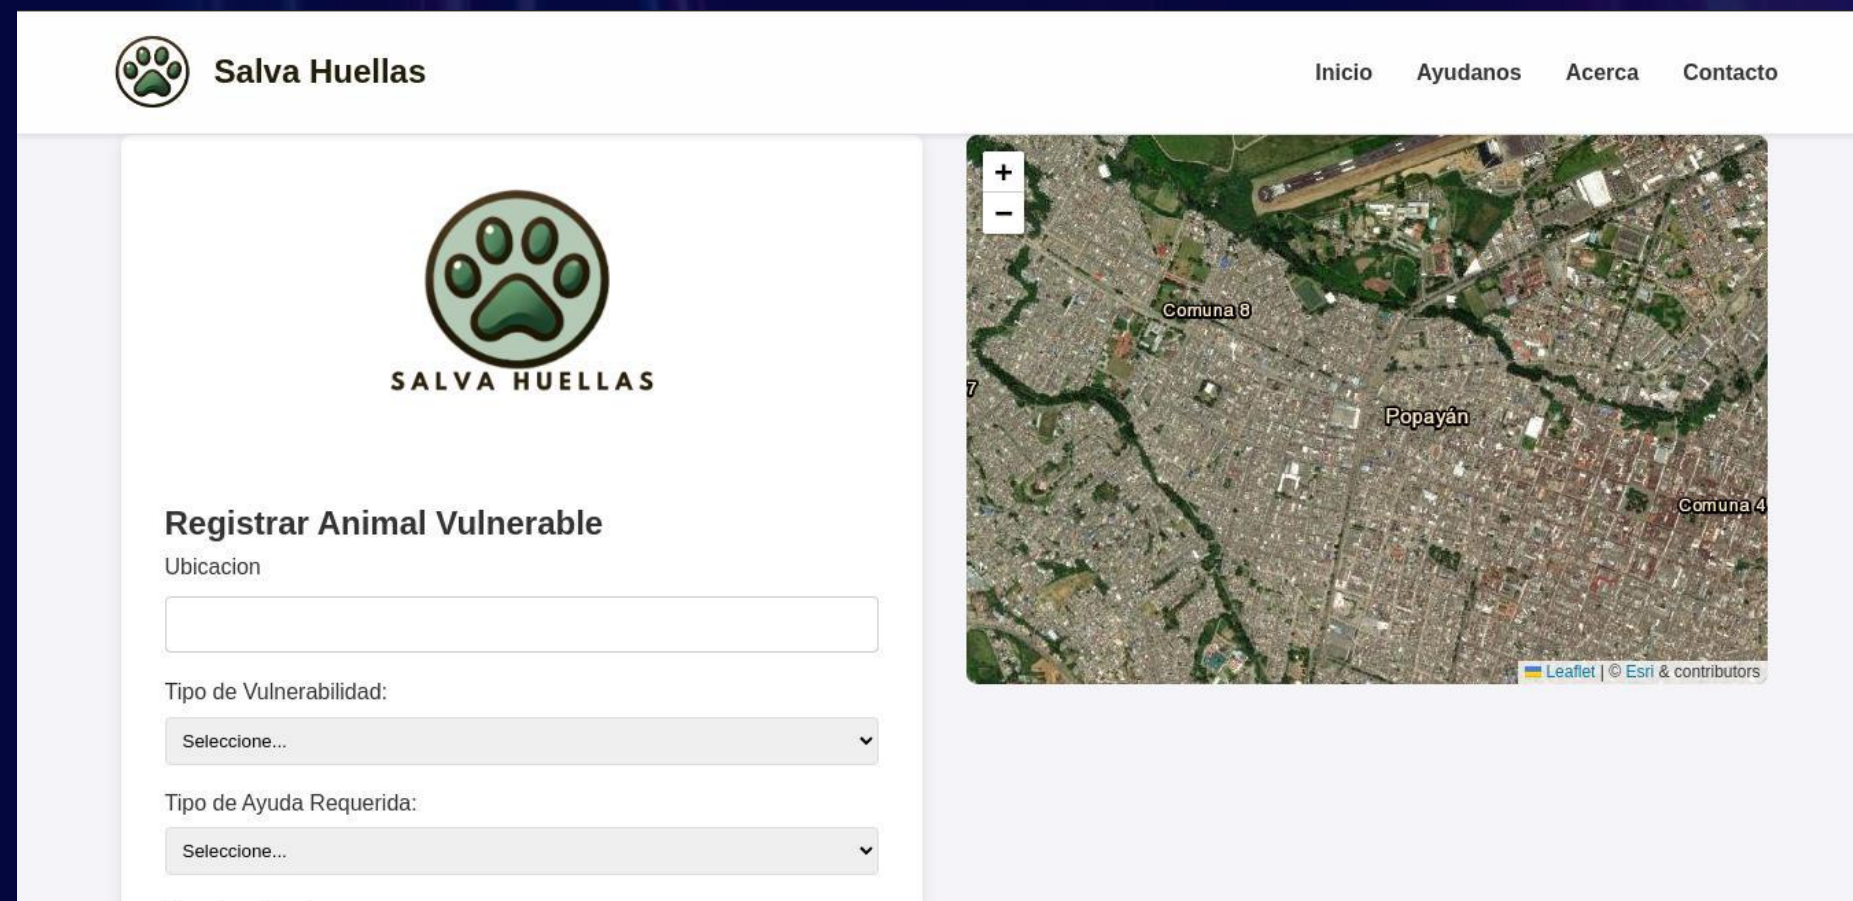 Salva Huellas
Inicio Ayudanos Acerca Contacto
SALVA HUELLAS
Registrar Animal Vulnerable
Ubicacion
Tipo de Vulnerabilidad:
Seleccione...
Tipo de Ayuda Requerida:
Seleccione...
+
−
Comuna 8
7
Popayán
Comuna 4
Leaflet | © Esri & contributors